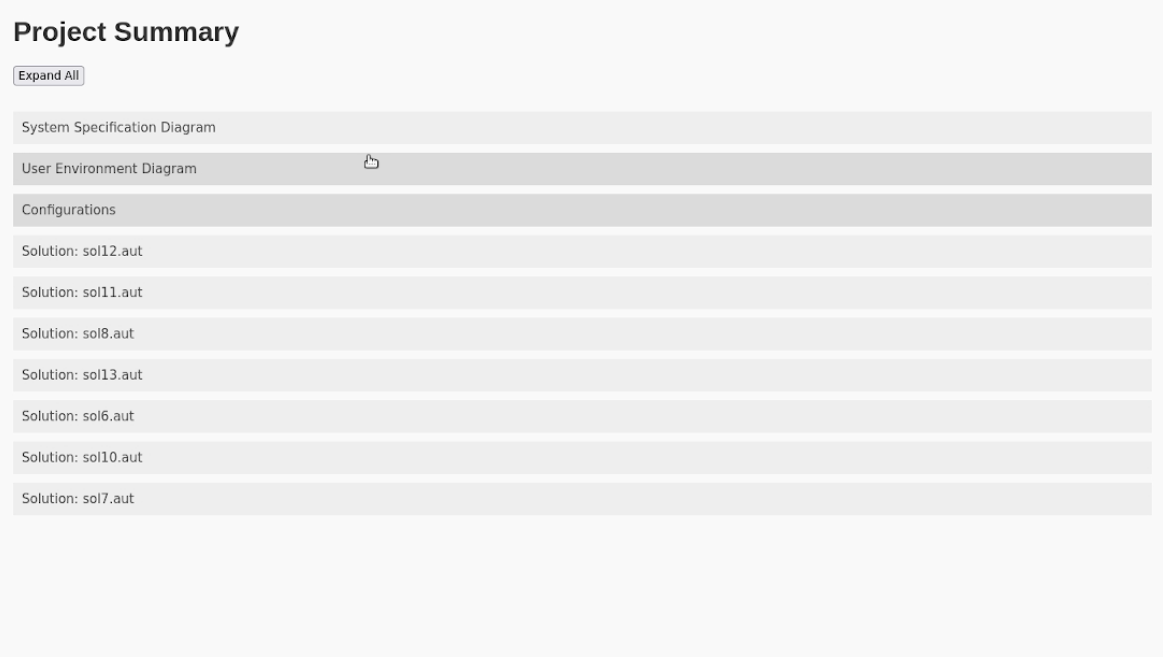 Project Summary
Expand All
System Specification Diagram
User Environment Diagram
Configurations
Solution: sol12.aut
Solution: sol11.aut
Solution: sol8.aut
Solution: sol13.aut
Solution: sol6.aut
Solution: sol10.aut
Solution: sol7.aut